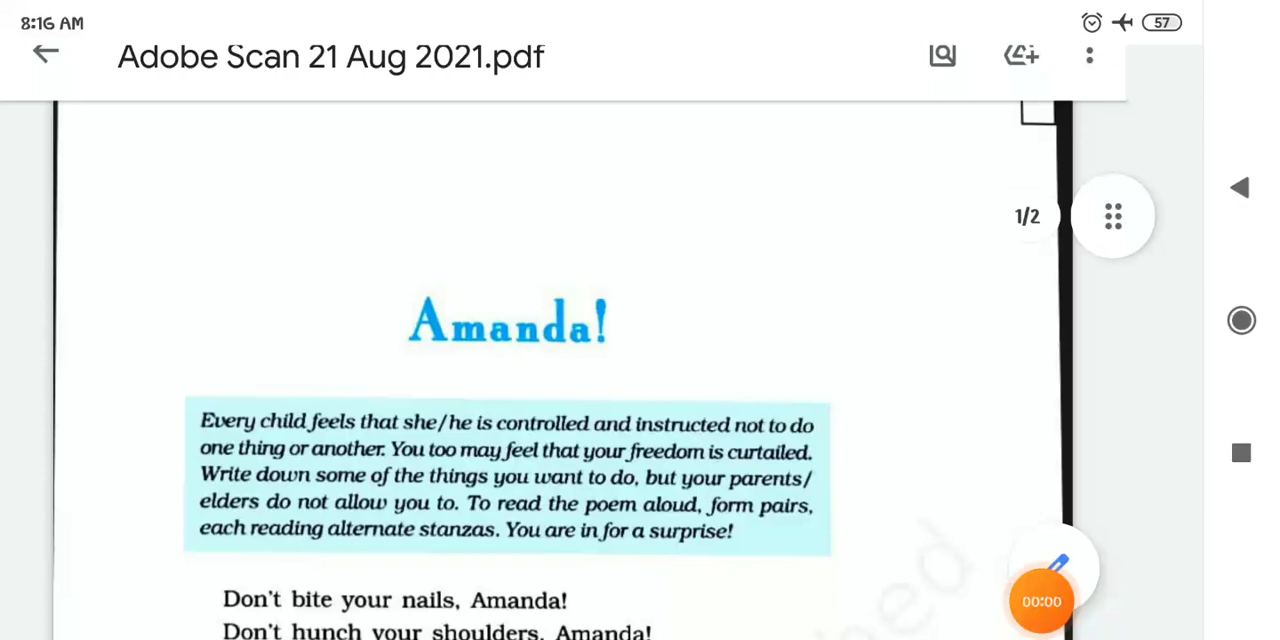 8:16 AM
57
Adobe Scan 21 Aug 2021.pdf
1/2
Amanda!
Every child feels that she/he is controlled and instructed not to do
one thing or another. You too may feel that your freedom is curtailed.
Write down some of the things you want to do, but your parents/
elders do not allow you to. To read the poem aloud, form pairs,
each reading alternate stanzas. You are in for a surprise!
Don't bite your nails, Amanda!
Don't hunch your shoulders, Amanda!
00:00